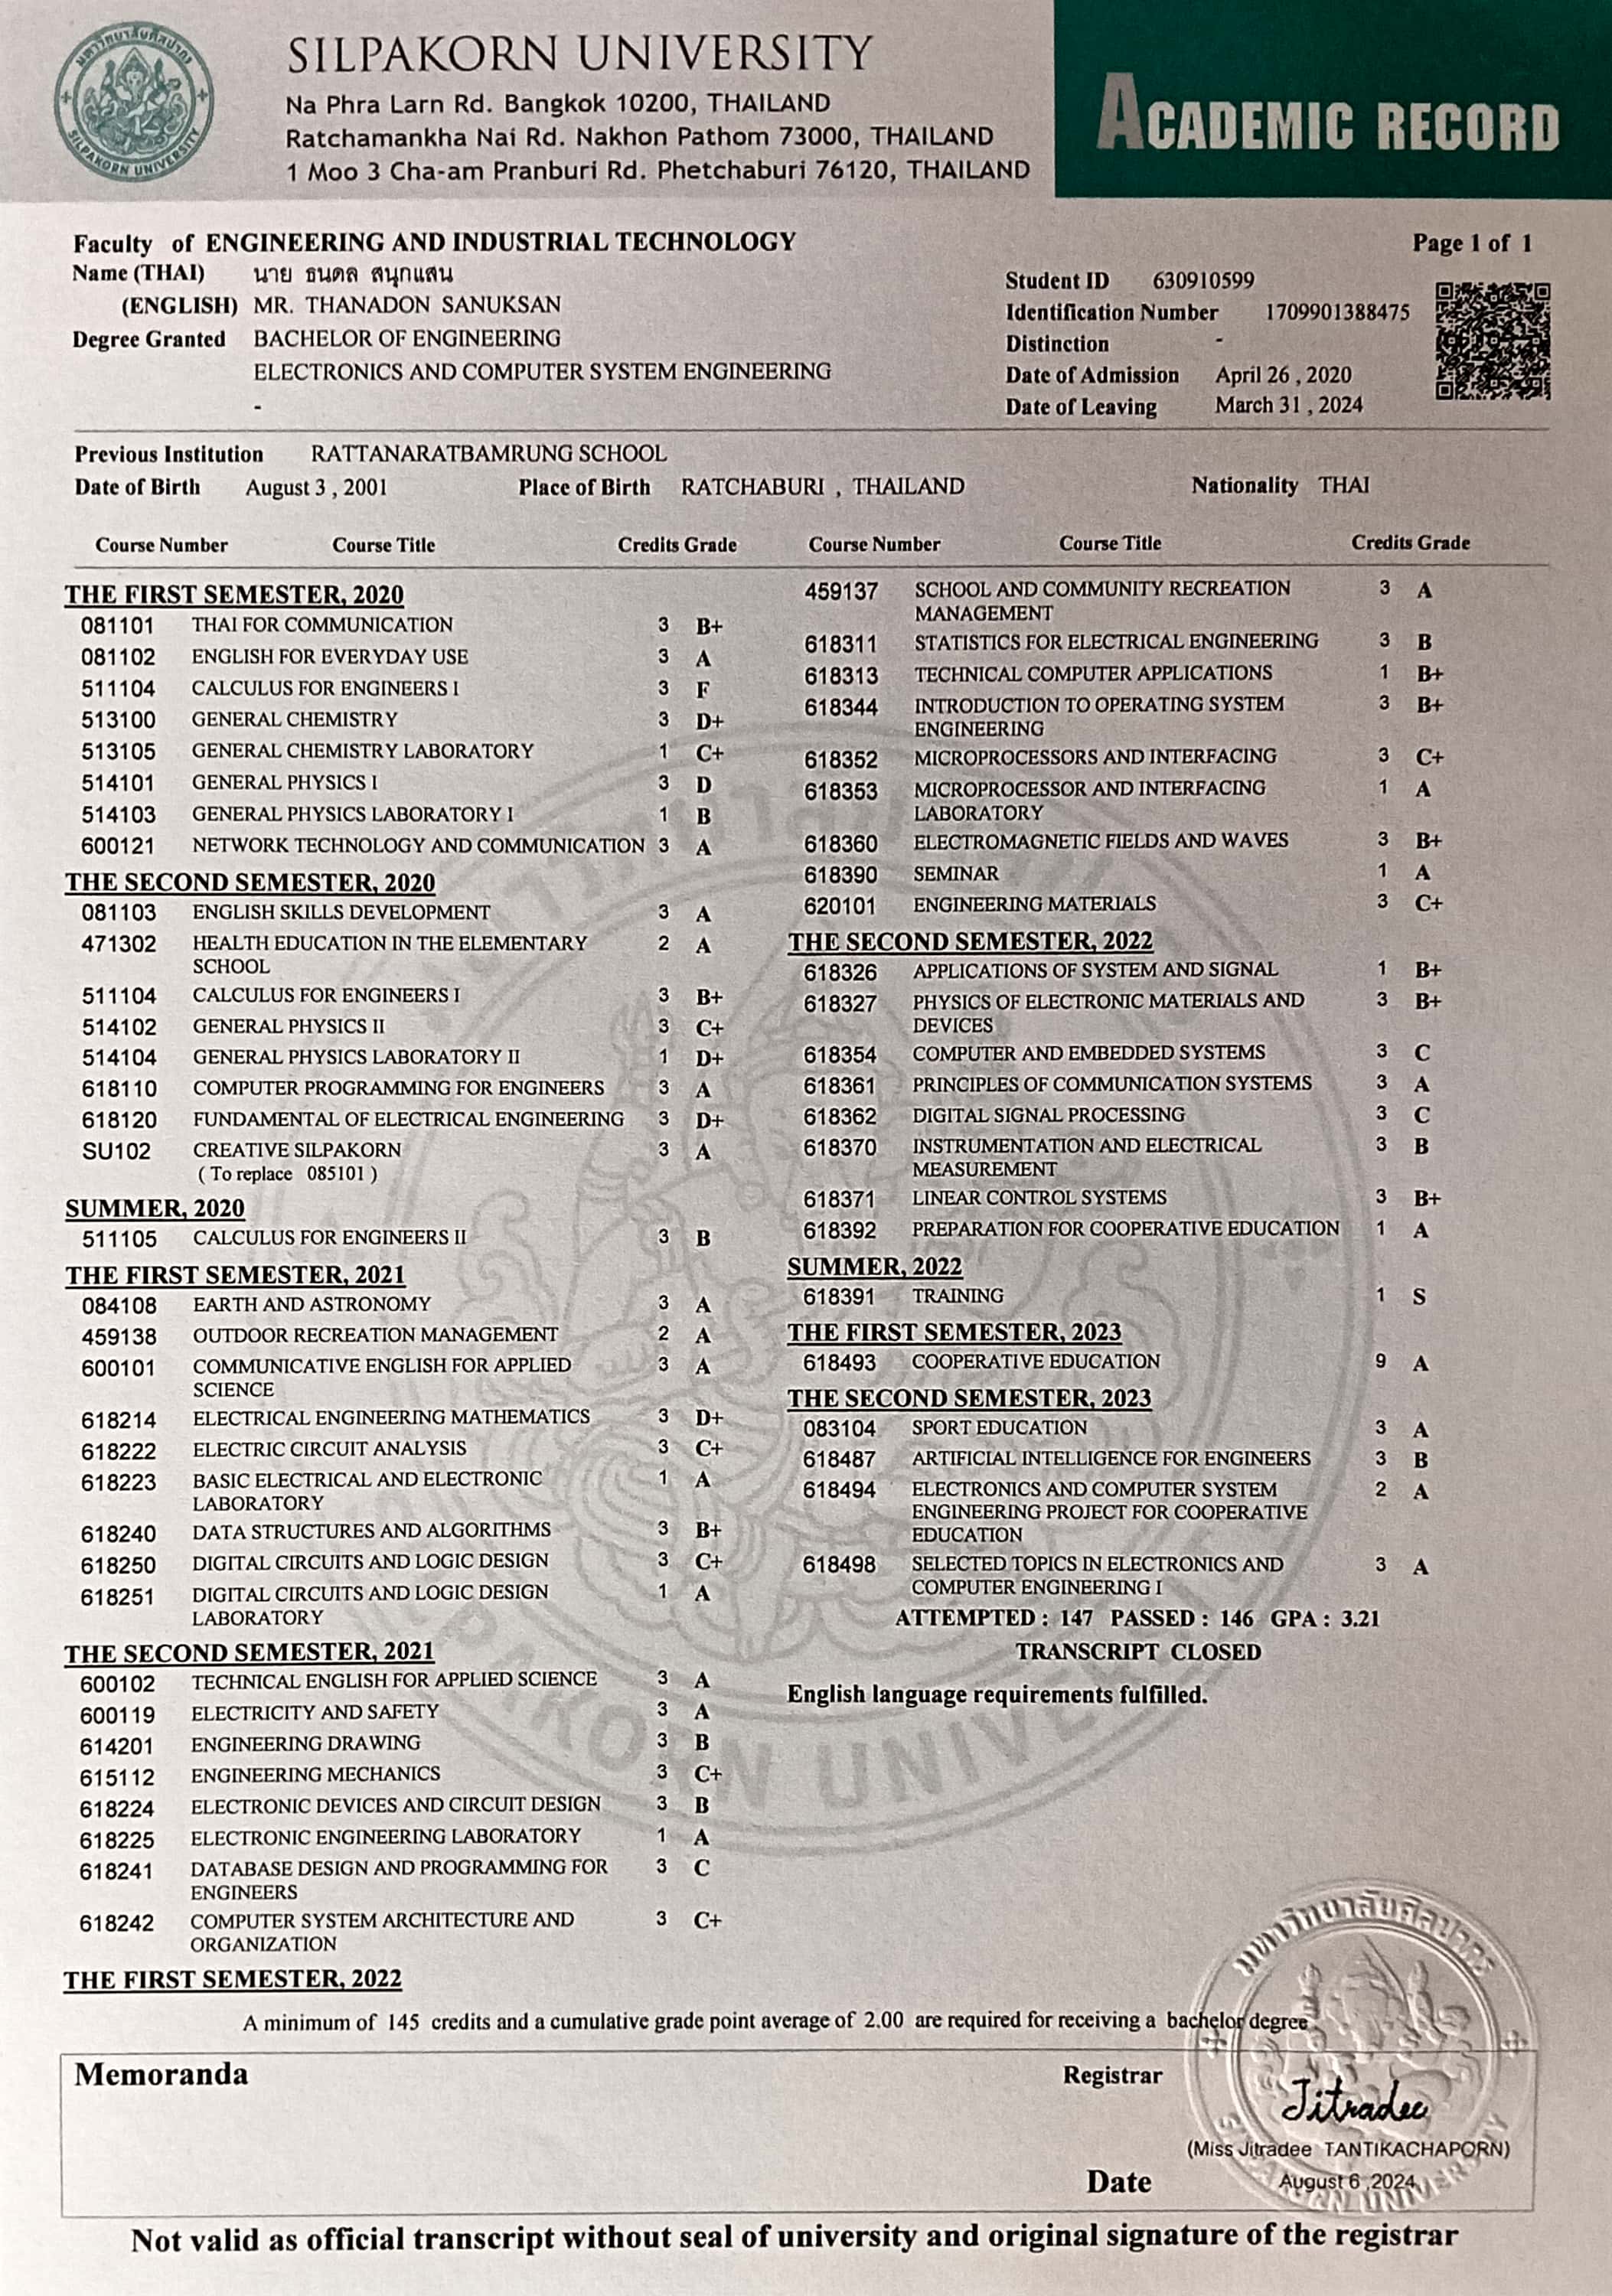 SILPAKORN UNIVERSITY
Na Phra Larn Rd. Bangkok 10200, THAILAND
Ratchamankha Nai Rd. Nakhon Pathom 73000, THAILAND
1 Moo 3 Cha-am Pranburi Rd. Phetchaburi 76120, THAILAND
ACADEMIC RECORD
มหาวิทยาลัยศิลปากร
SILPAKORN UNIVERSITY
Faculty of ENGINEERING AND INDUSTRIAL TECHNOLOGY
Page 1 of 1
Name (THAI) นาย ธนดล สนุกแสน
(ENGLISH) MR. THANADON SANUKSAN
Degree Granted BACHELOR OF ENGINEERING
ELECTRONICS AND COMPUTER SYSTEM ENGINEERING
-
Student ID 630910599
Identification Number 1709901388475
Distinction -
Date of Admission April 26 , 2020
Date of Leaving March 31 , 2024
Previous Institution RATTANARATBAMRUNG SCHOOL
Date of Birth August 3 , 2001 Place of Birth RATCHABURI , THAILAND Nationality THAI
Course Number Course Title Credits Grade Course Number Course Title Credits Grade
THE FIRST SEMESTER, 2020
081101 THAI FOR COMMUNICATION 3 B+
081102 ENGLISH FOR EVERYDAY USE 3 A
511104 CALCULUS FOR ENGINEERS I 3 F
513100 GENERAL CHEMISTRY 3 D+
513105 GENERAL CHEMISTRY LABORATORY 1 C+
514101 GENERAL PHYSICS I 3 D
514103 GENERAL PHYSICS LABORATORY I 1 B
600121 NETWORK TECHNOLOGY AND COMMUNICATION 3 A
THE SECOND SEMESTER, 2020
081103 ENGLISH SKILLS DEVELOPMENT 3 A
471302 HEALTH EDUCATION IN THE ELEMENTARY 2 A
SCHOOL
511104 CALCULUS FOR ENGINEERS I 3 B+
514102 GENERAL PHYSICS II 3 C+
514104 GENERAL PHYSICS LABORATORY II 1 D+
618110 COMPUTER PROGRAMMING FOR ENGINEERS 3 A
618120 FUNDAMENTAL OF ELECTRICAL ENGINEERING 3 D+
SU102 CREATIVE SILPAKORN 3 A
( To replace 085101 )
SUMMER, 2020
511105 CALCULUS FOR ENGINEERS II 3 B
THE FIRST SEMESTER, 2021
084108 EARTH AND ASTRONOMY 3 A
459138 OUTDOOR RECREATION MANAGEMENT 2 A
600101 COMMUNICATIVE ENGLISH FOR APPLIED 3 A
SCIENCE
618214 ELECTRICAL ENGINEERING MATHEMATICS 3 D+
618222 ELECTRIC CIRCUIT ANALYSIS 3 C+
618223 BASIC ELECTRICAL AND ELECTRONIC 1 A
LABORATORY
618240 DATA STRUCTURES AND ALGORITHMS 3 B+
618250 DIGITAL CIRCUITS AND LOGIC DESIGN 3 C+
618251 DIGITAL CIRCUITS AND LOGIC DESIGN 1 A
LABORATORY
THE SECOND SEMESTER, 2021
600102 TECHNICAL ENGLISH FOR APPLIED SCIENCE 3 A
600119 ELECTRICITY AND SAFETY 3 A
614201 ENGINEERING DRAWING 3 B
615112 ENGINEERING MECHANICS 3 C+
618224 ELECTRONIC DEVICES AND CIRCUIT DESIGN 3 B
618225 ELECTRONIC ENGINEERING LABORATORY 1 A
618241 DATABASE DESIGN AND PROGRAMMING FOR 3 C
ENGINEERS
618242 COMPUTER SYSTEM ARCHITECTURE AND 3 C+
ORGANIZATION
THE FIRST SEMESTER, 2022
459137 SCHOOL AND COMMUNITY RECREATION 3 A
MANAGEMENT
618311 STATISTICS FOR ELECTRICAL ENGINEERING 3 B
618313 TECHNICAL COMPUTER APPLICATIONS 1 B+
618344 INTRODUCTION TO OPERATING SYSTEM 3 B+
ENGINEERING
618352 MICROPROCESSORS AND INTERFACING 3 C+
618353 MICROPROCESSOR AND INTERFACING 1 A
LABORATORY
618360 ELECTROMAGNETIC FIELDS AND WAVES 3 B+
618390 SEMINAR 1 A
620101 ENGINEERING MATERIALS 3 C+
THE SECOND SEMESTER, 2022
618326 APPLICATIONS OF SYSTEM AND SIGNAL 1 B+
618327 PHYSICS OF ELECTRONIC MATERIALS AND 3 B+
DEVICES
618354 COMPUTER AND EMBEDDED SYSTEMS 3 C
618361 PRINCIPLES OF COMMUNICATION SYSTEMS 3 A
618362 DIGITAL SIGNAL PROCESSING 3 C
618370 INSTRUMENTATION AND ELECTRICAL 3 B
MEASUREMENT
618371 LINEAR CONTROL SYSTEMS 3 B+
618392 PREPARATION FOR COOPERATIVE EDUCATION 1 A
SUMMER, 2022
618391 TRAINING 1 S
THE FIRST SEMESTER, 2023
618493 COOPERATIVE EDUCATION 9 A
THE SECOND SEMESTER, 2023
083104 SPORT EDUCATION 3 A
618487 ARTIFICIAL INTELLIGENCE FOR ENGINEERS 3 B
618494 ELECTRONICS AND COMPUTER SYSTEM 2 A
ENGINEERING PROJECT FOR COOPERATIVE
EDUCATION
618498 SELECTED TOPICS IN ELECTRONICS AND 3 A
COMPUTER ENGINEERING I
ATTEMPTED : 147 PASSED : 146 GPA : 3.21
TRANSCRIPT CLOSED
English language requirements fulfilled.
A minimum of 145 credits and a cumulative grade point average of 2.00 are required for receiving a bachelor degree
Memoranda
Registrar
Jitradee
(Miss Jitradee TANTIKACHAPORN)
Date August 6 ,2024
มหาวิทยาลัยศิลปากร
SILPAKORN UNIVERSITY
Not valid as official transcript without seal of university and original signature of the registrar